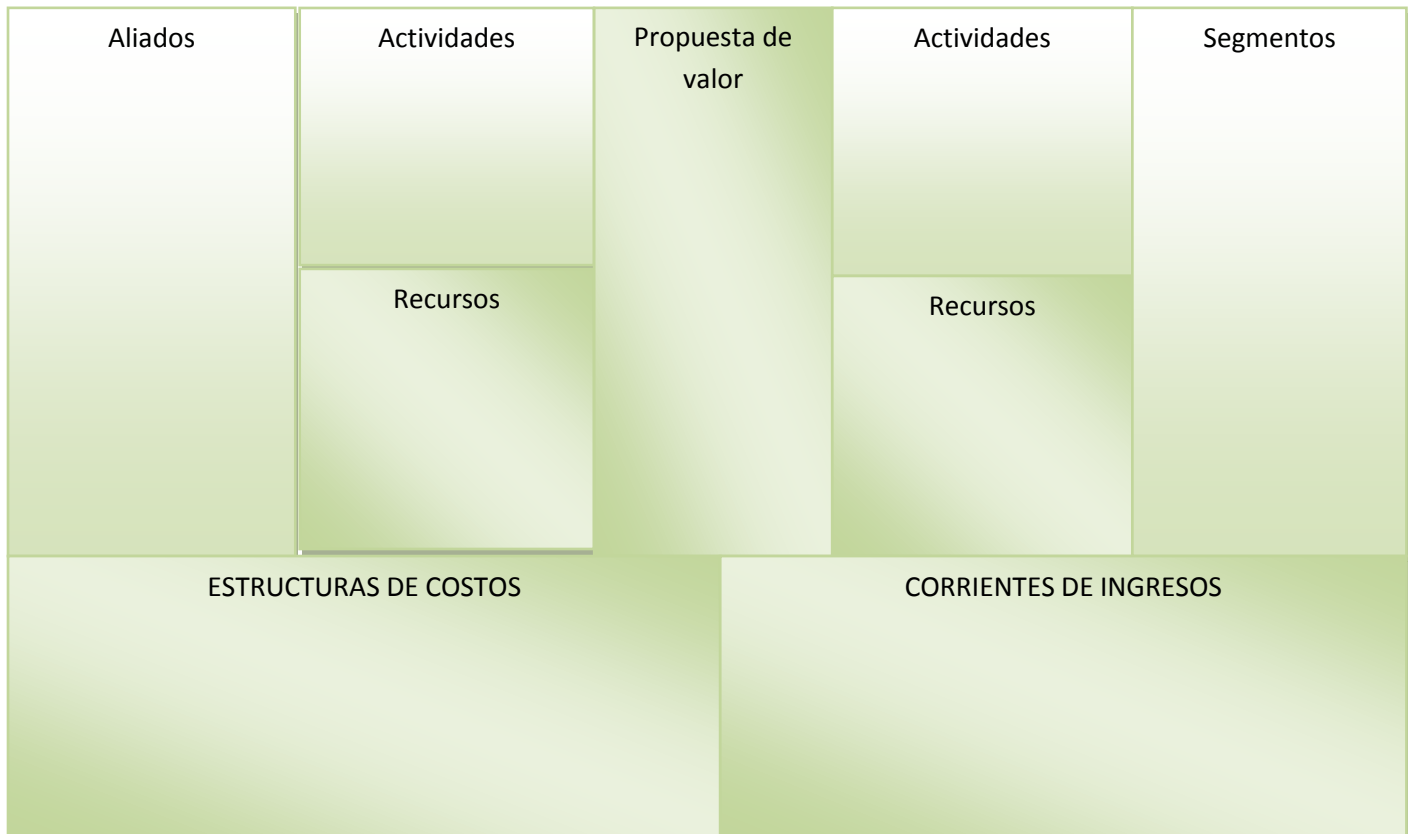 Aliados
Actividades
Propuesta de
valor
Actividades
Segmentos
Recursos
Recursos
ESTRUCTURAS DE COSTOS
CORRIENTES DE INGRESOS